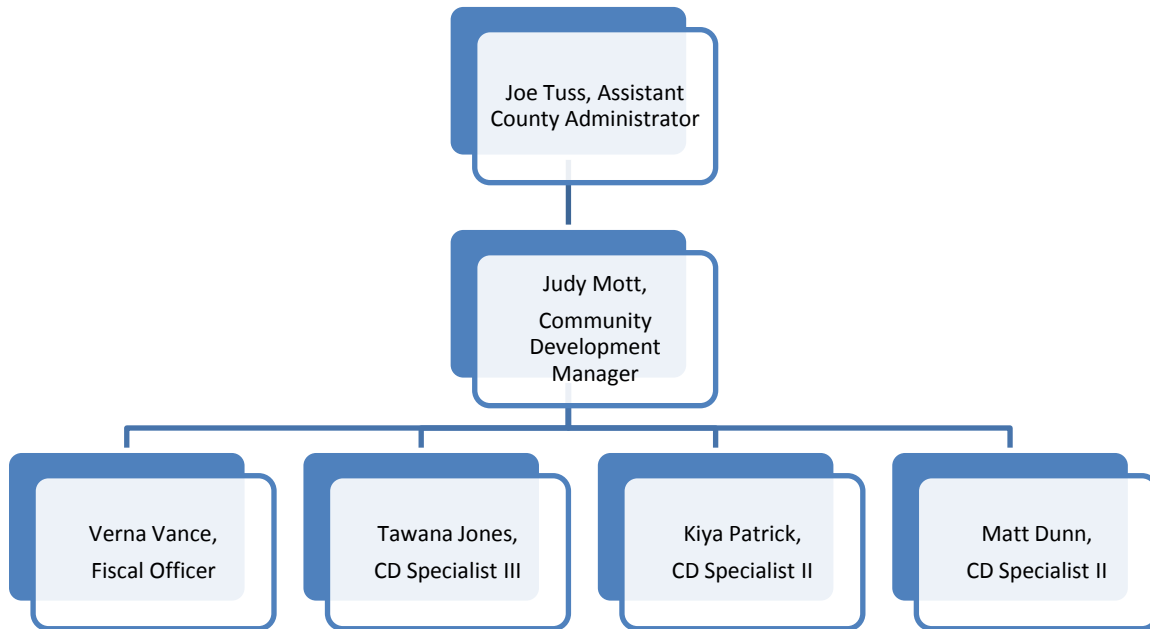 Joe Tuss, Assistant
County Administrator
Judy Mott,
Community
Development
Manager
Verna Vance,
Fiscal Officer
Tawana Jones,
CD Specialist III
Kiya Patrick,
CD Specialist II
Matt Dunn,
CD Specialist II